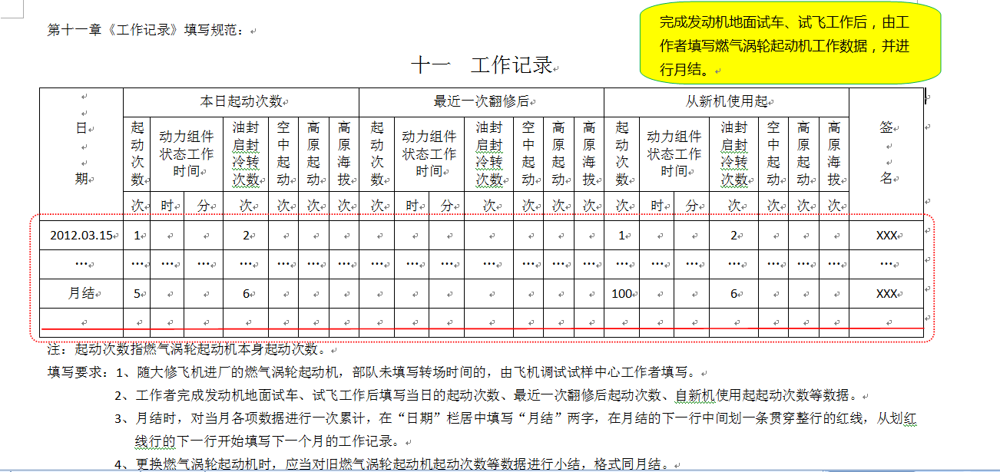 第十一章《工作记录》填写规范：
完成发动机地面试车、试飞工作后，由工
作者填写燃气涡轮起动机工作数据，并进
行月结。
十一 工作记录
日期 本日起动次数 最近一次翻修后 从新机使用起 签名
起动次数 动力组件状态工作时间 油封启封冷转次数 空中起动 高原起动 高原海拔 起动次数 动力组件状态工作时间 油封启封冷转次数 空中起动 高原起动 高原海拔 起动次数 动力组件状态工作时间 油封启封冷转次数 空中起动 高原起动 高原海拔
次 时 分 次 次 次 次 次 时 分 次 次 次 次 次 时 分 次 次 次 次
2012.03.15 1 2 1 2 XXX
… … … … … … … … … … … … … … … … … … … … … … …
月结 5 6 100 6 XXX
注：起动次数指燃气涡轮起动机本身起动次数。
填写要求：1、随大修飞机进厂的燃气涡轮起动机，部队未填写转场时间的，由飞机调试试样中心工作者填写。
2、工作者完成发动机地面试车、试飞工作后填写当日的起动次数、最近一次翻修后起动次数、自新机使用起起动次数等数据。
3、月结时，对当月各项数据进行一次累计，在“日期”栏居中填写“月结”两字，在月结的下一行中间划一条贯穿整行的红线，从划红
线行的下一行开始填写下一个月的工作记录。
4、更换燃气涡轮起动机时，应当对旧燃气涡轮起动机起动次数等数据进行小结，格式同月结。